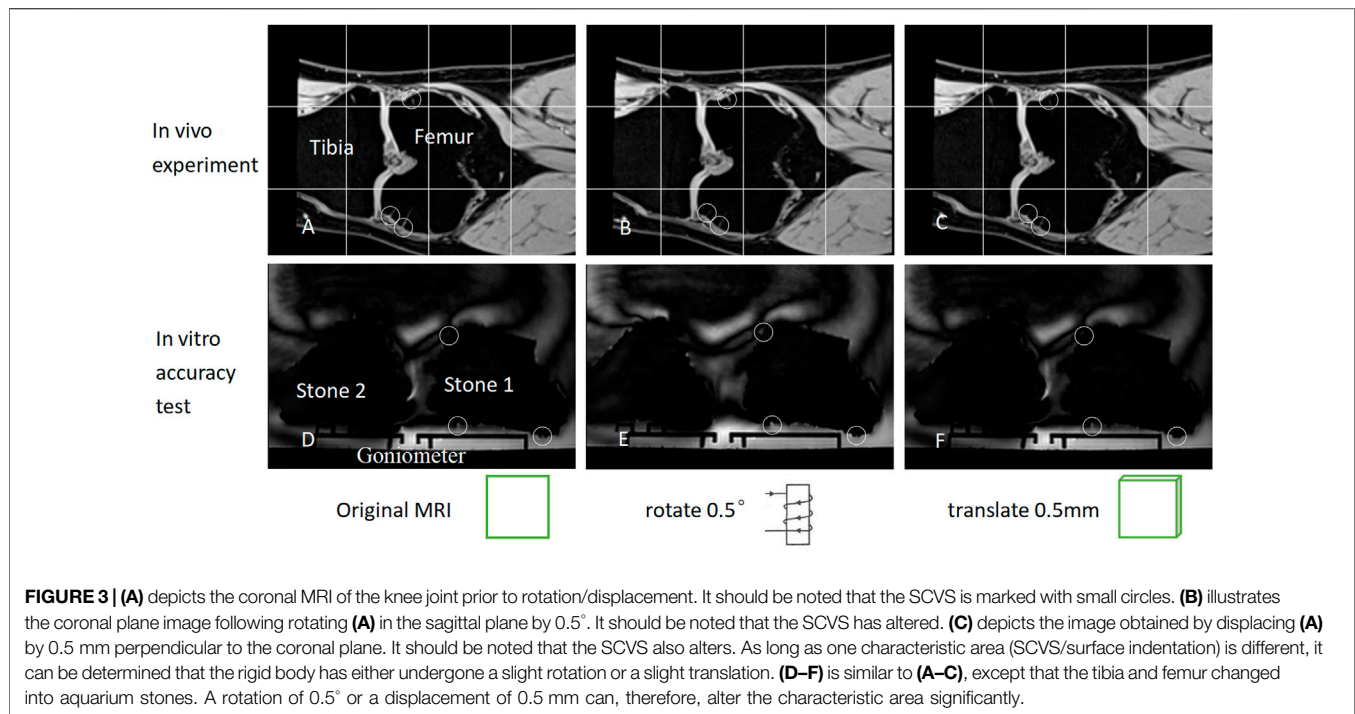 In vivo
experiment
Tibia
Femur
A
B
C
In vitro
accuracy
test
Stone 2
Stone 1
D
Goniometer
E
F
Original MRI
rotate 0.5°
translate 0.5mm
FIGURE 3 | (A) depicts the coronal MRI of the knee joint prior to rotation/displacement. It should be noted that the SCVS is marked with small circles. (B) illustrates
the coronal plane image following rotating (A) in the sagittal plane by 0.5°. It should be noted that the SCVS has altered. (C) depicts the image obtained by displacing (A)
by 0.5 mm perpendicular to the coronal plane. It should be noted that the SCVS also alters. As long as one characteristic area (SCVS/surface indentation) is different, it
can be determined that the rigid body has either undergone a slight rotation or a slight translation. (D–F) is similar to (A–C), except that the tibia and femur changed
into aquarium stones. A rotation of 0.5° or a displacement of 0.5 mm can, therefore, alter the characteristic area significantly.